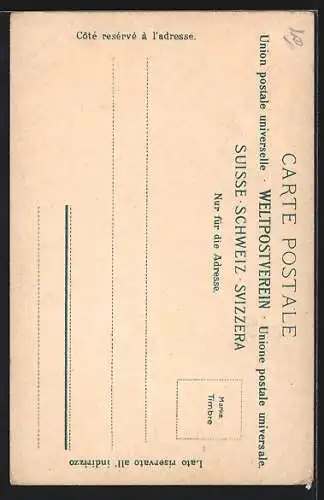 CARTE POSTALE
Union postale universelle · WELTPOSTVEREIN · Unione postale universale.
SUISSE · SCHWEIZ · SVIZZERA
Nur für die Adresse.
Côté resérvé à l'adresse.
Lato riservato all' indirizzo
Marke
Timbre